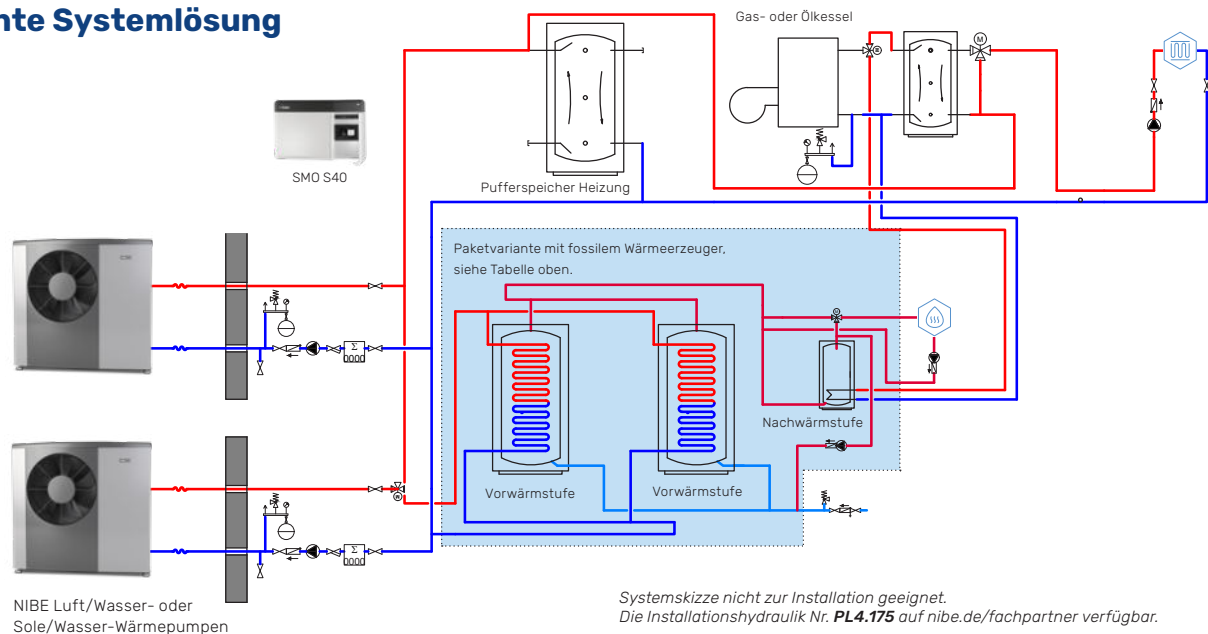 nte Systemlösung
Gas- oder Ölkessel
M
SMO S40
Pufferspeicher Heizung
Paketvariante mit fossilem Wärmeerzeuger,
siehe Tabelle oben.
Σ
Nachwärmstufe
Vorwärmstufe
Vorwärmstufe
Σ
NIBE Luft/Wasser- oder
Sole/Wasser-Wärmepumpen
Systemskizze nicht zur Installation geeignet.
Die Installationshydraulik Nr. PL4.175 auf nibe.de/fachpartner verfügbar.